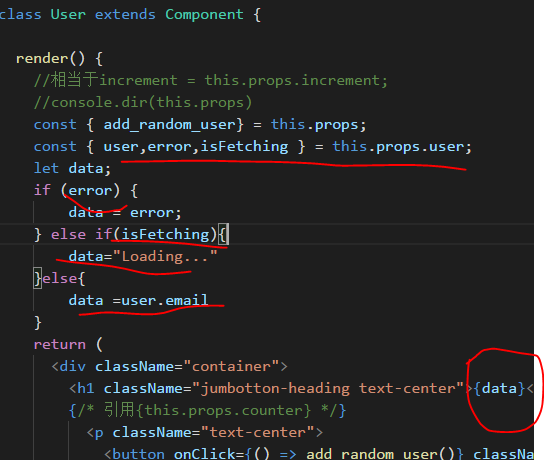 class User extends Component {
render() {
//相当于increment = this.props.increment;
//console.dir(this.props)
const { add_random_user} = this.props;
const { user,error,isFetching } = this.props.user;
let data;
if (error) {
data = error;
} else if(isFetching){
data="Loading..."
}else{
data =user.email
}
return (
<div className="container">
<h1 className="jumbotton-heading text-center">{data}<
{/* 引用{this.props.counter} */}
<p className="text-center">
<button onClick={() => add_random_user()} classNam